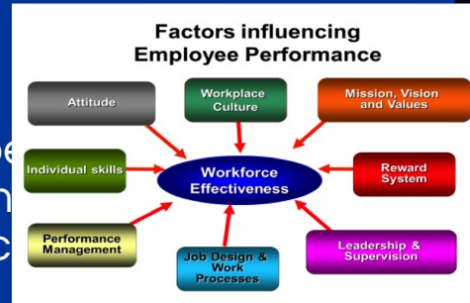 Factors influencing
Employee Performance
Attitude
Workplace
Culture
Mission, Vision
and Values
Individual skills
Workforce
Effectiveness
Reward
System
Performance
Management
Job Design & Work
Processes
Leadership &
Supervision